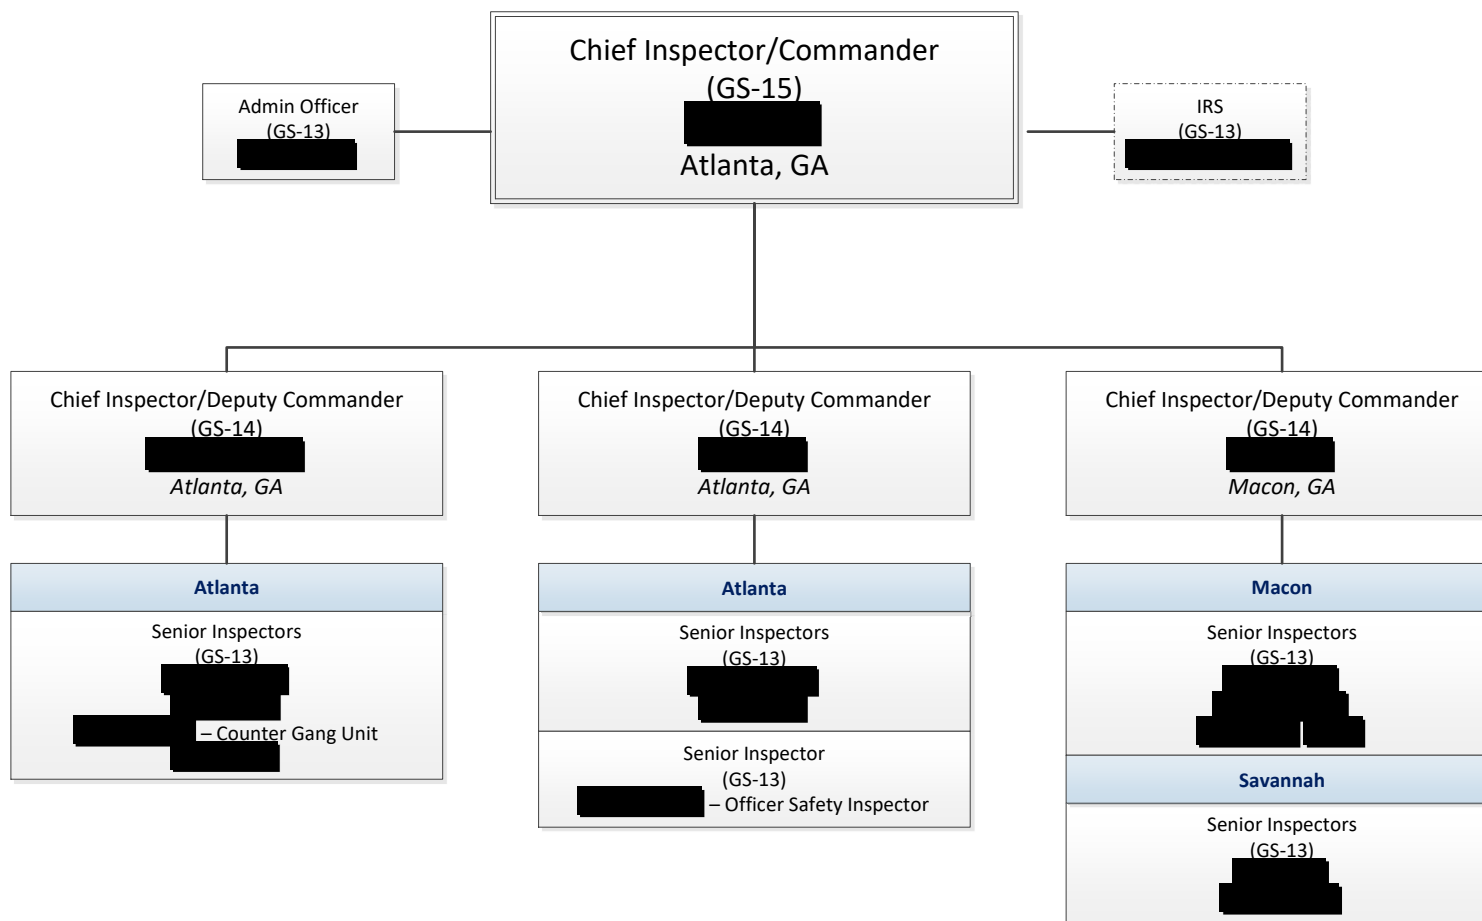 Chief Inspector/Commander
(GS-15)
Atlanta, GA
Admin Officer
(GS-13)
IRS
(GS-13)
Chief Inspector/Deputy Commander
(GS-14)
Atlanta, GA
Chief Inspector/Deputy Commander
(GS-14)
Atlanta, GA
Chief Inspector/Deputy Commander
(GS-14)
Macon, GA
Atlanta
Senior Inspectors
(GS-13)
– Counter Gang Unit
Atlanta
Senior Inspectors
(GS-13)
Senior Inspector
(GS-13)
– Officer Safety Inspector
Macon
Senior Inspectors
(GS-13)
Savannah
Senior Inspectors
(GS-13)